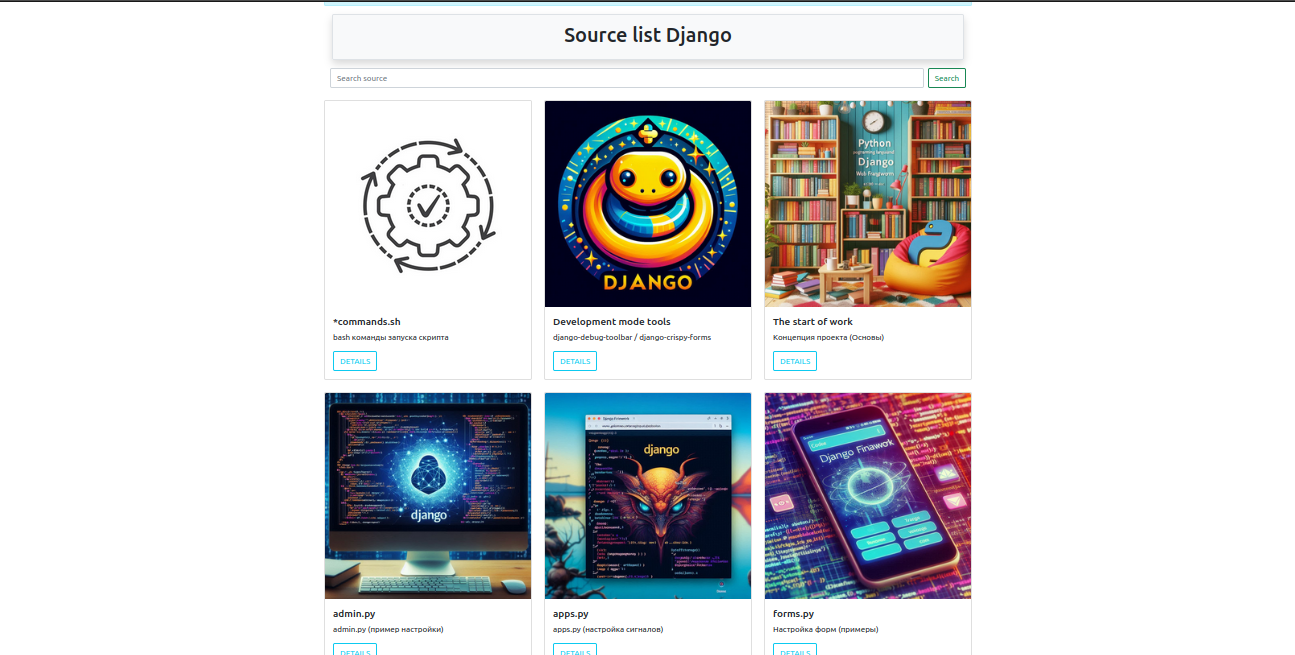 Source list Django
Search source
Search
DJANGO
Python
Django
*commands.sh
bash команды запуска скрипта
DETAILS
Development mode tools
django-debug-toolbar / django-crispy-forms
DETAILS
The start of work
Концепция проекта (Основы)
DETAILS
django
django
Django Finawok
admin.py
admin.py (пример настройки)
DETAILS
apps.py
apps.py (настройка сигналов)
DETAILS
forms.py
Настройка форм (примеры)
DETAILS